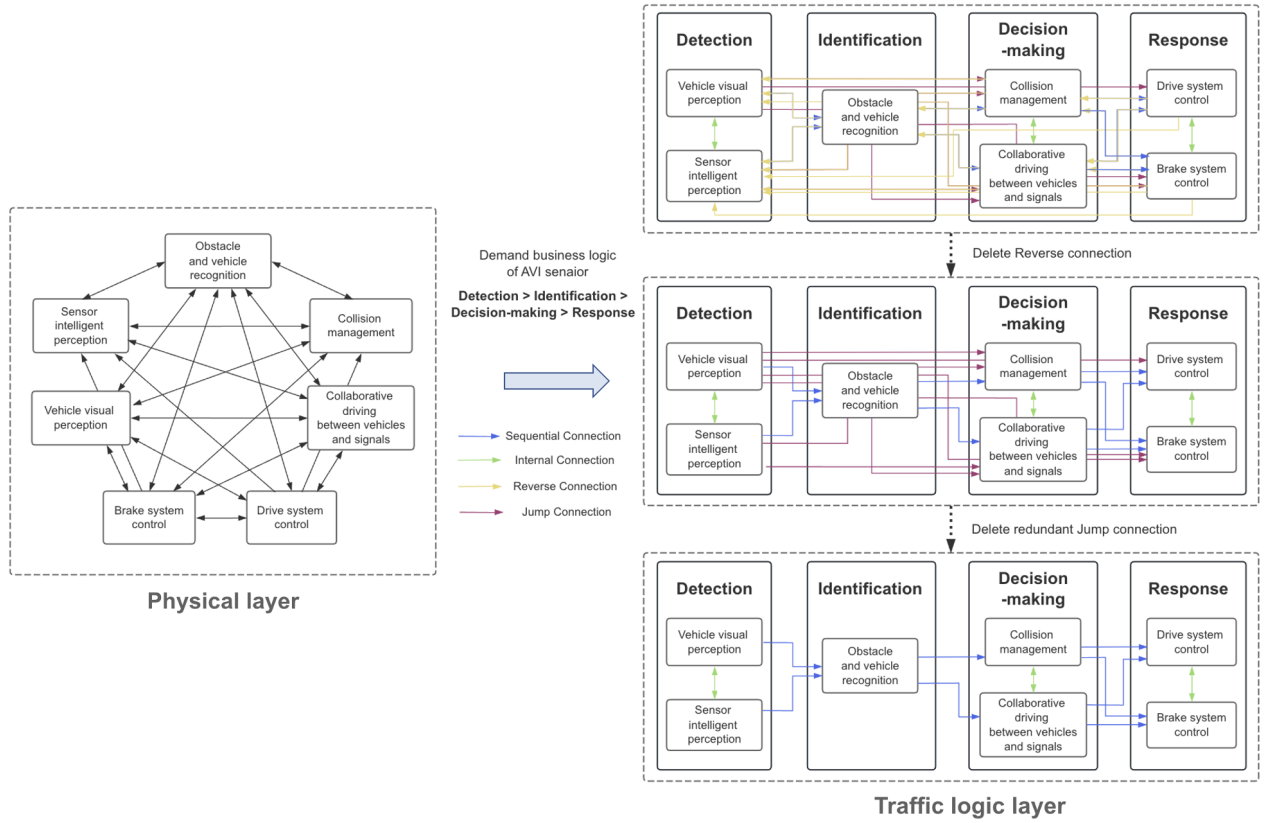 Obstacle
and vehicle
recognition
Sensor
intelligent
perception
Collision
management
Vehicle visual
perception
Collaborative
driving
between vehicles
and signals
Brake system
control
Drive system
control
Physical layer
Demand business logic
of AVI senaior
Detection > Identification >
Decision-making > Response
Sequential Connection
Internal Connection
Reverse Connection
Jump Connection
Detection
Identification
Decision
-making
Response
Vehicle visual
perception
Sensor
intelligent
perception
Obstacle
and vehicle
recognition
Collision
management
Collaborative
driving
between vehicles
and signals
Drive system
control
Brake system
control
Delete Reverse connection
Detection
Identification
Decision
-making
Response
Vehicle visual
perception
Sensor
intelligent
perception
Obstacle
and vehicle
recognition
Collision
management
Collaborative
driving
between vehicles
and signals
Drive system
control
Brake system
control
Delete redundant Jump connection
Detection
Identification
Decision
-making
Response
Vehicle visual
perception
Sensor
intelligent
perception
Obstacle
and vehicle
recognition
Collision
management
Collaborative
driving
between vehicles
and signals
Drive system
control
Brake system
control
Traffic logic layer